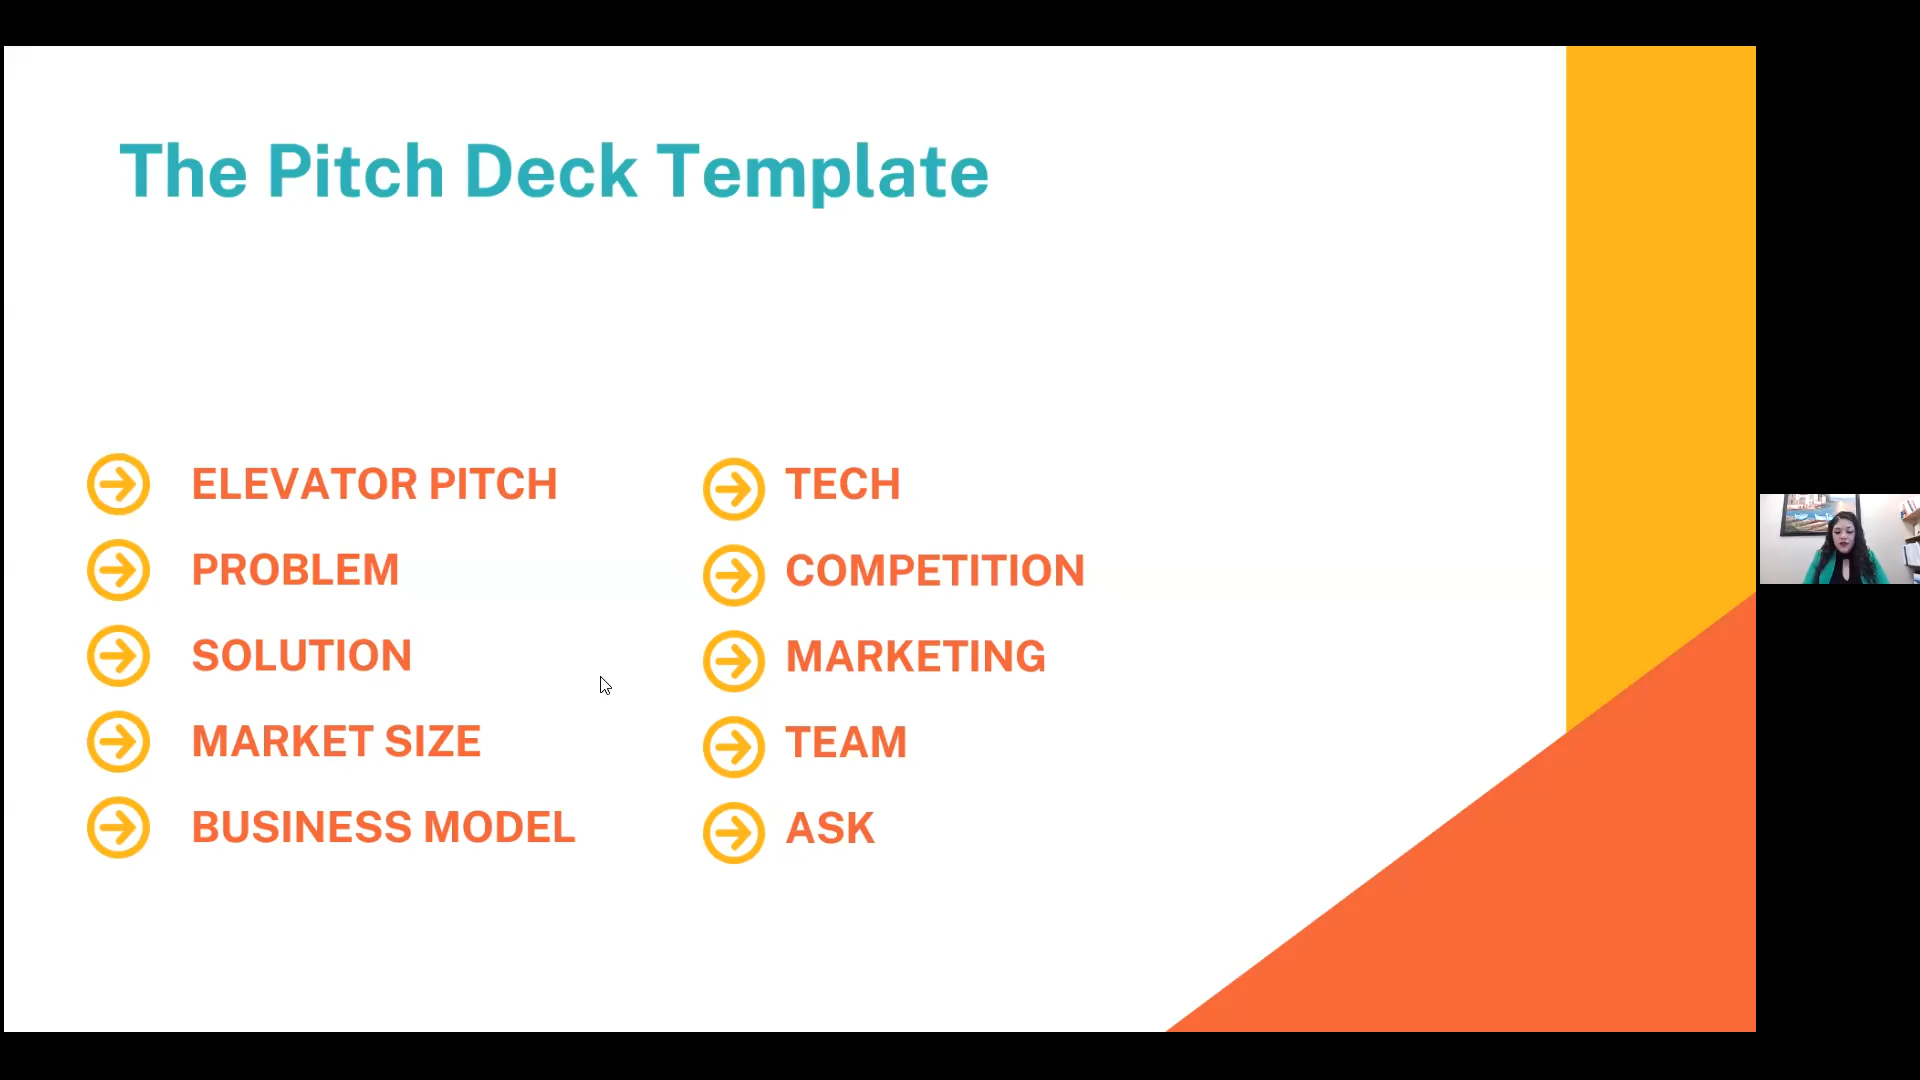 The Pitch Deck Template
ELEVATOR PITCH
PROBLEM
SOLUTION
MARKET SIZE
BUSINESS MODEL
TECH
COMPETITION
MARKETING
TEAM
ASK